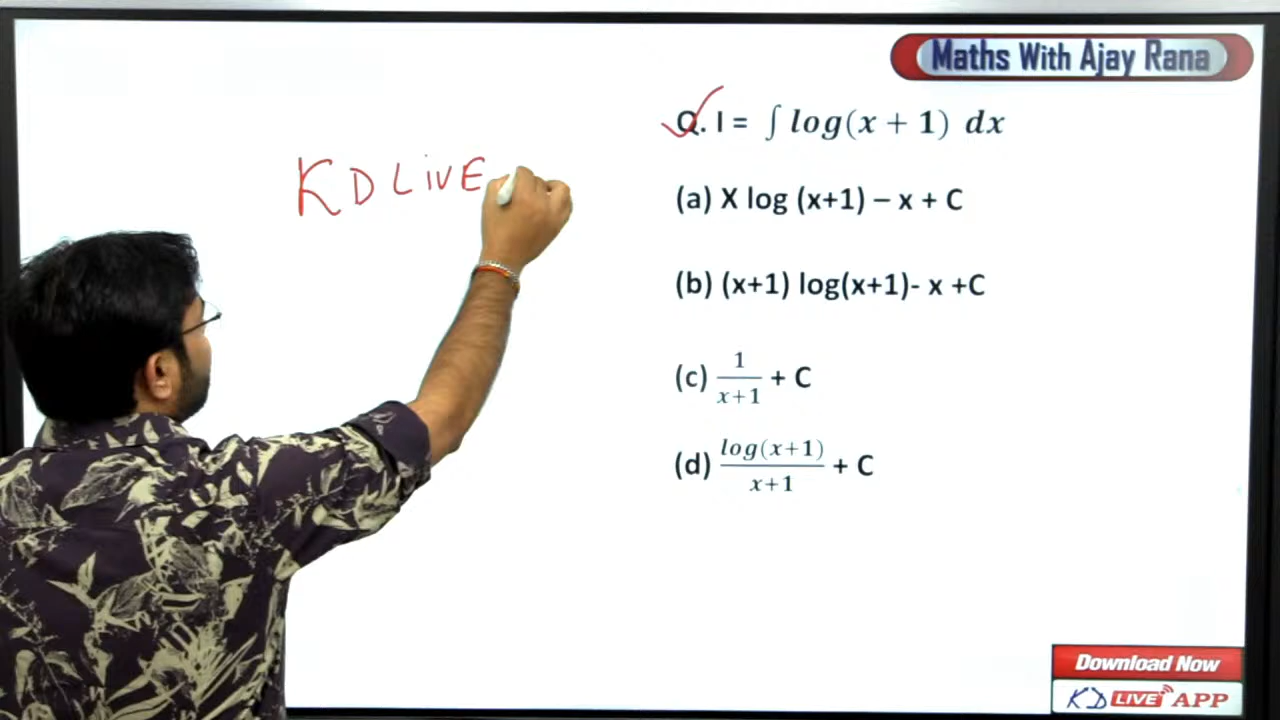 Maths With Ajay Rana
Q. I = ∫ log(x + 1) dx
KD LivE
(a) X log (x+1) – x + C
(b) (x+1) log(x+1)- x +C
(c) 1/x+1 + C
(d) log(x+1)/x+1 + C
Download Now
KD LIVE APP